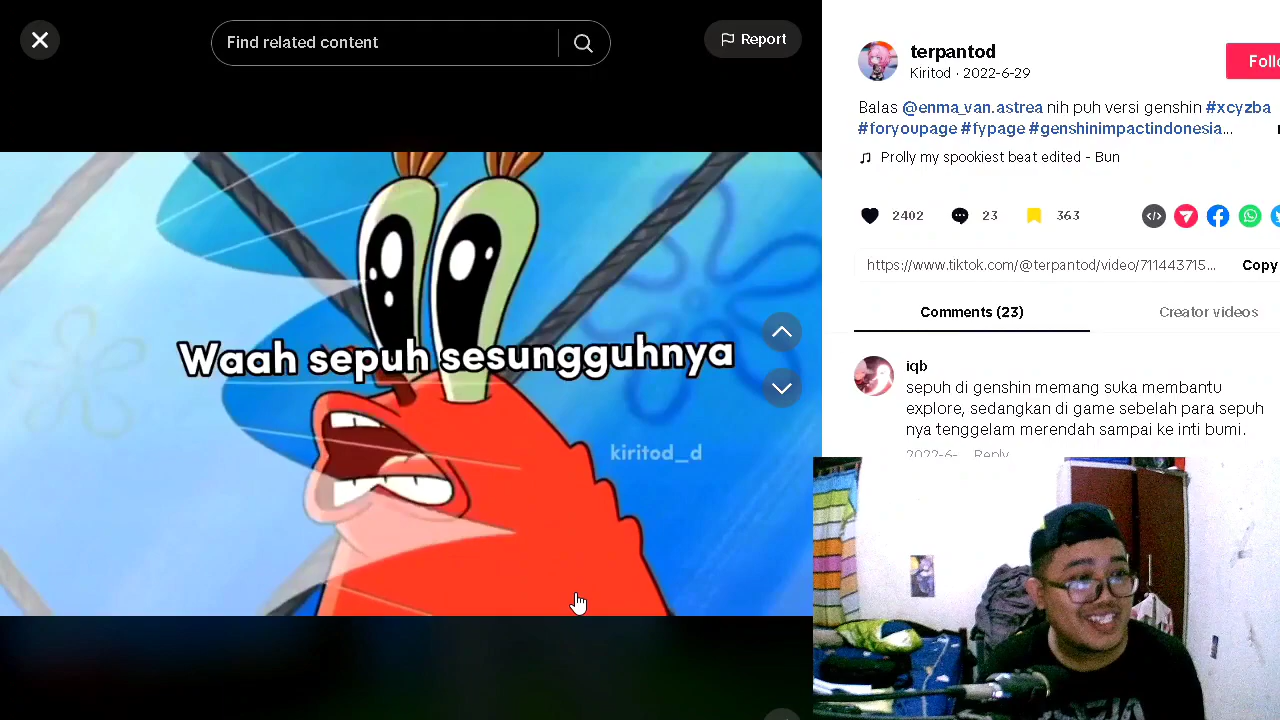 Find related content
Report
Waah sepuh sesungguhnya
kiritod_d
terpantod
Kiritod · 2022-6-29
Balas @enma_van.astrea nih puh versi genshin #xcyzba
#foryoupage #fypage #genshinimpactindonesia...
Prolly my spookiest beat edited - Bun
2402
23
363
https://www.tiktok.com/@terpantod/video/711443715...
Copy
Comments (23)
Creator videos
iqb
sepuh di genshin memang suka membantu
explore, sedangkan di game sebelah para sepuh
nya tenggelam merendah sampai ke inti bumi.
2022-6- Reply